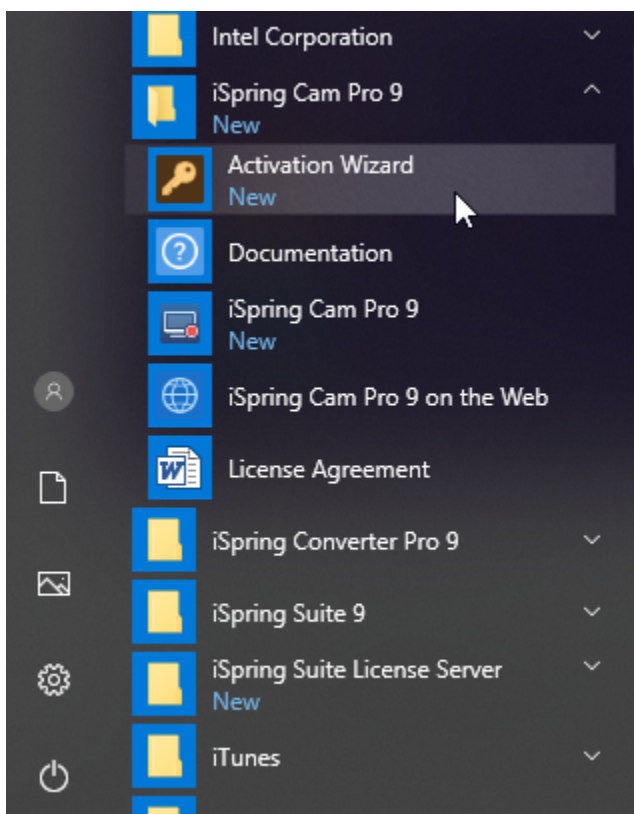 Intel Corporation
iSpring Cam Pro 9
New
Activation Wizard
New
Documentation
iSpring Cam Pro 9
New
iSpring Cam Pro 9 on the Web
License Agreement
iSpring Converter Pro 9
iSpring Suite 9
iSpring Suite License Server
New
iTunes